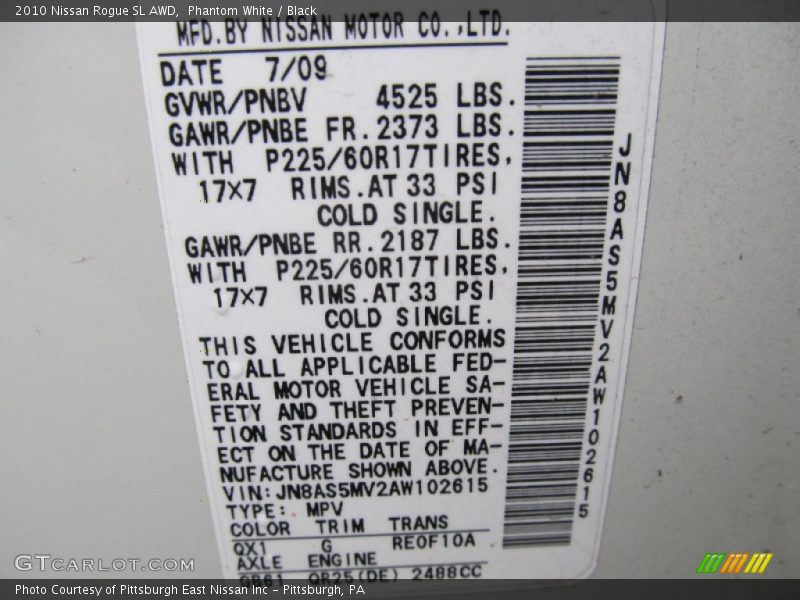 2010 Nissan Rogue SL AWD,  Phantom White / Black
MFD.BY NISSAN MOTOR CO.,LTD.
DATE 7/09
GVWR/PNBV 4525 LBS.
GAWR/PNBE FR.2373 LBS.
WITH P225/60R17TIRES,
17X7 RIMS.AT 33 PSI
COLD SINGLE.
GAWR/PNBE RR.2187 LBS.
WITH P225/60R17TIRES,
17X7 RIMS.AT 33 PSI
COLD SINGLE.
THIS VEHICLE CONFORMS
TO ALL APPLICABLE FED-
ERAL MOTOR VEHICLE SA-
FETY AND THEFT PREVEN-
TION STANDARDS IN EFF-
ECT ON THE DATE OF MA-
NUFACTURE SHOWN ABOVE.
VIN:JN8AS5MV2AW102615
TYPE: MPV
COLOR TRIM TRANS
QX1 G RE0F10A
AXLE ENGINE
GB61 QR25(DE) 2488CC
JN8AS5MV2AW102615
GTCarLot.com
Photo Courtesy of Pittsburgh East Nissan Inc - Pittsburgh, PA